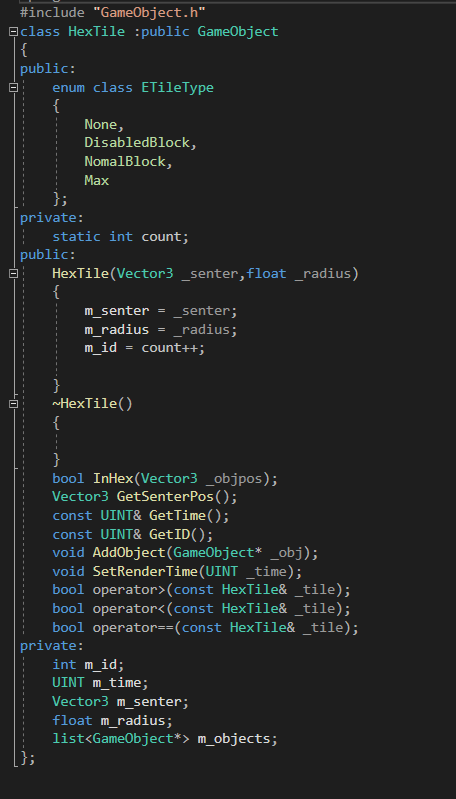 #include "GameObject.h"
class HexTile :public GameObject
{
public:
    enum class ETileType
    {
        None,
        DisabledBlock,
        NomalBlock,
        Max
    };
private:
    static int count;
public:
    HexTile(Vector3 _senter,float _radius)
    {
        m_senter = _senter;
        m_radius = _radius;
        m_id = count++;

    }
    ~HexTile()
    {

    }
    bool InHex(Vector3 _objpos);
    Vector3 GetSenterPos();
    const UINT& GetTime();
    const UINT& GetID();
    void AddObject(GameObject* _obj);
    void SetRenderTime(UINT _time);
    bool operator>(const HexTile& _tile);
    bool operator<(const HexTile& _tile);
    bool operator==(const HexTile& _tile);
private:
    int m_id;
    UINT m_time;
    Vector3 m_senter;
    float m_radius;
    list<GameObject*> m_objects;
};